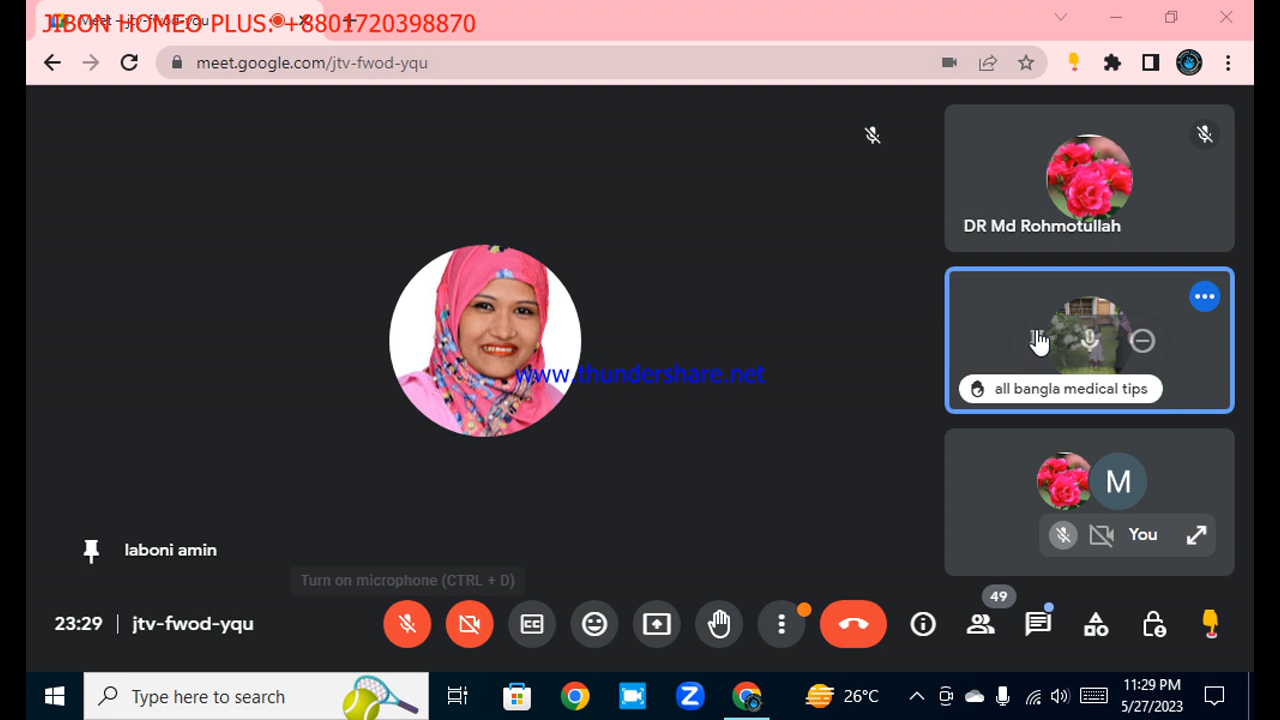 JIBON HOMEO PLUS: +8801720398870
meet.google.com/jtv-fwod-yqu
DR Md Rohmotullah
www.thundershare.net
all bangla medical tips
M
You
laboni amin
Turn on microphone (CTRL + D)
49
23:29
jtv-fwod-yqu
CC
Type here to search
26°C
11:29 PM
5/27/2023